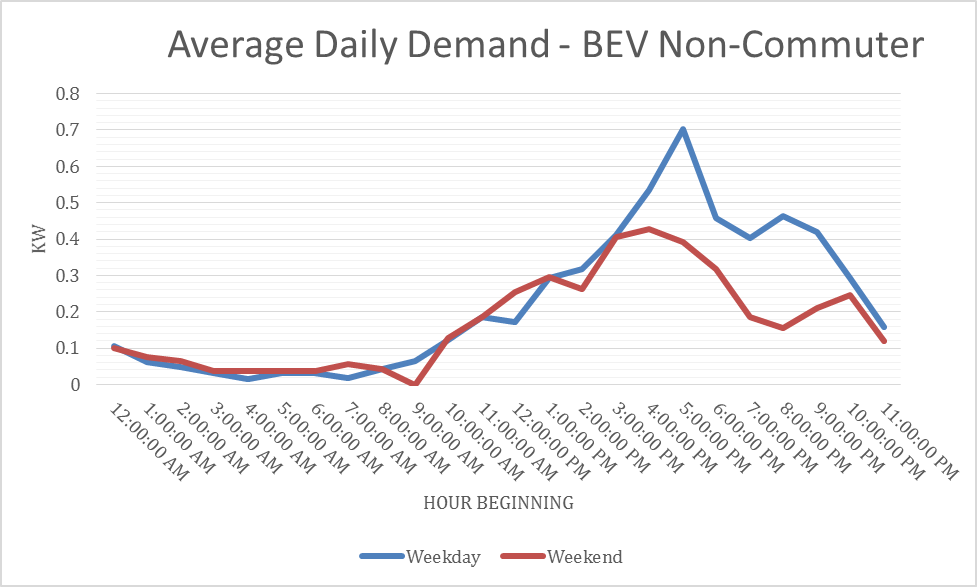 Average Daily Demand - BEV Non-Commuter
0.8
0.7
0.6
0.5
0.4
0.3
0.2
0.1
0
KW
12:00:00 AM
1:00:00 AM
2:00:00 AM
3:00:00 AM
4:00:00 AM
5:00:00 AM
6:00:00 AM
7:00:00 AM
8:00:00 AM
9:00:00 AM
10:00:00 AM
11:00:00 AM
12:00:00 PM
1:00:00 PM
2:00:00 PM
3:00:00 PM
4:00:00 PM
5:00:00 PM
6:00:00 PM
7:00:00 PM
8:00:00 PM
9:00:00 PM
10:00:00 PM
11:00:00 PM
HOUR BEGINNING
Weekday Weekend